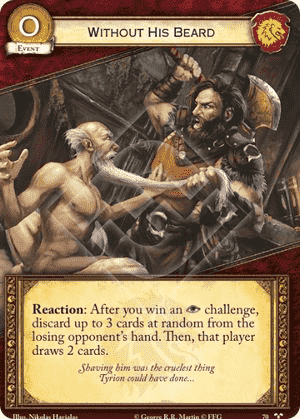 0
WITHOUT HIS BEARD
EVENT
Reaction: After you win an challenge,
discard up to 3 cards at random from the
losing opponent's hand. Then, that player
draws 2 cards.
Shaving him was the cruelest thing
Tyrion could have done...
Illus. Nikolas Hagialas © George R.R. Martin © FFG 70